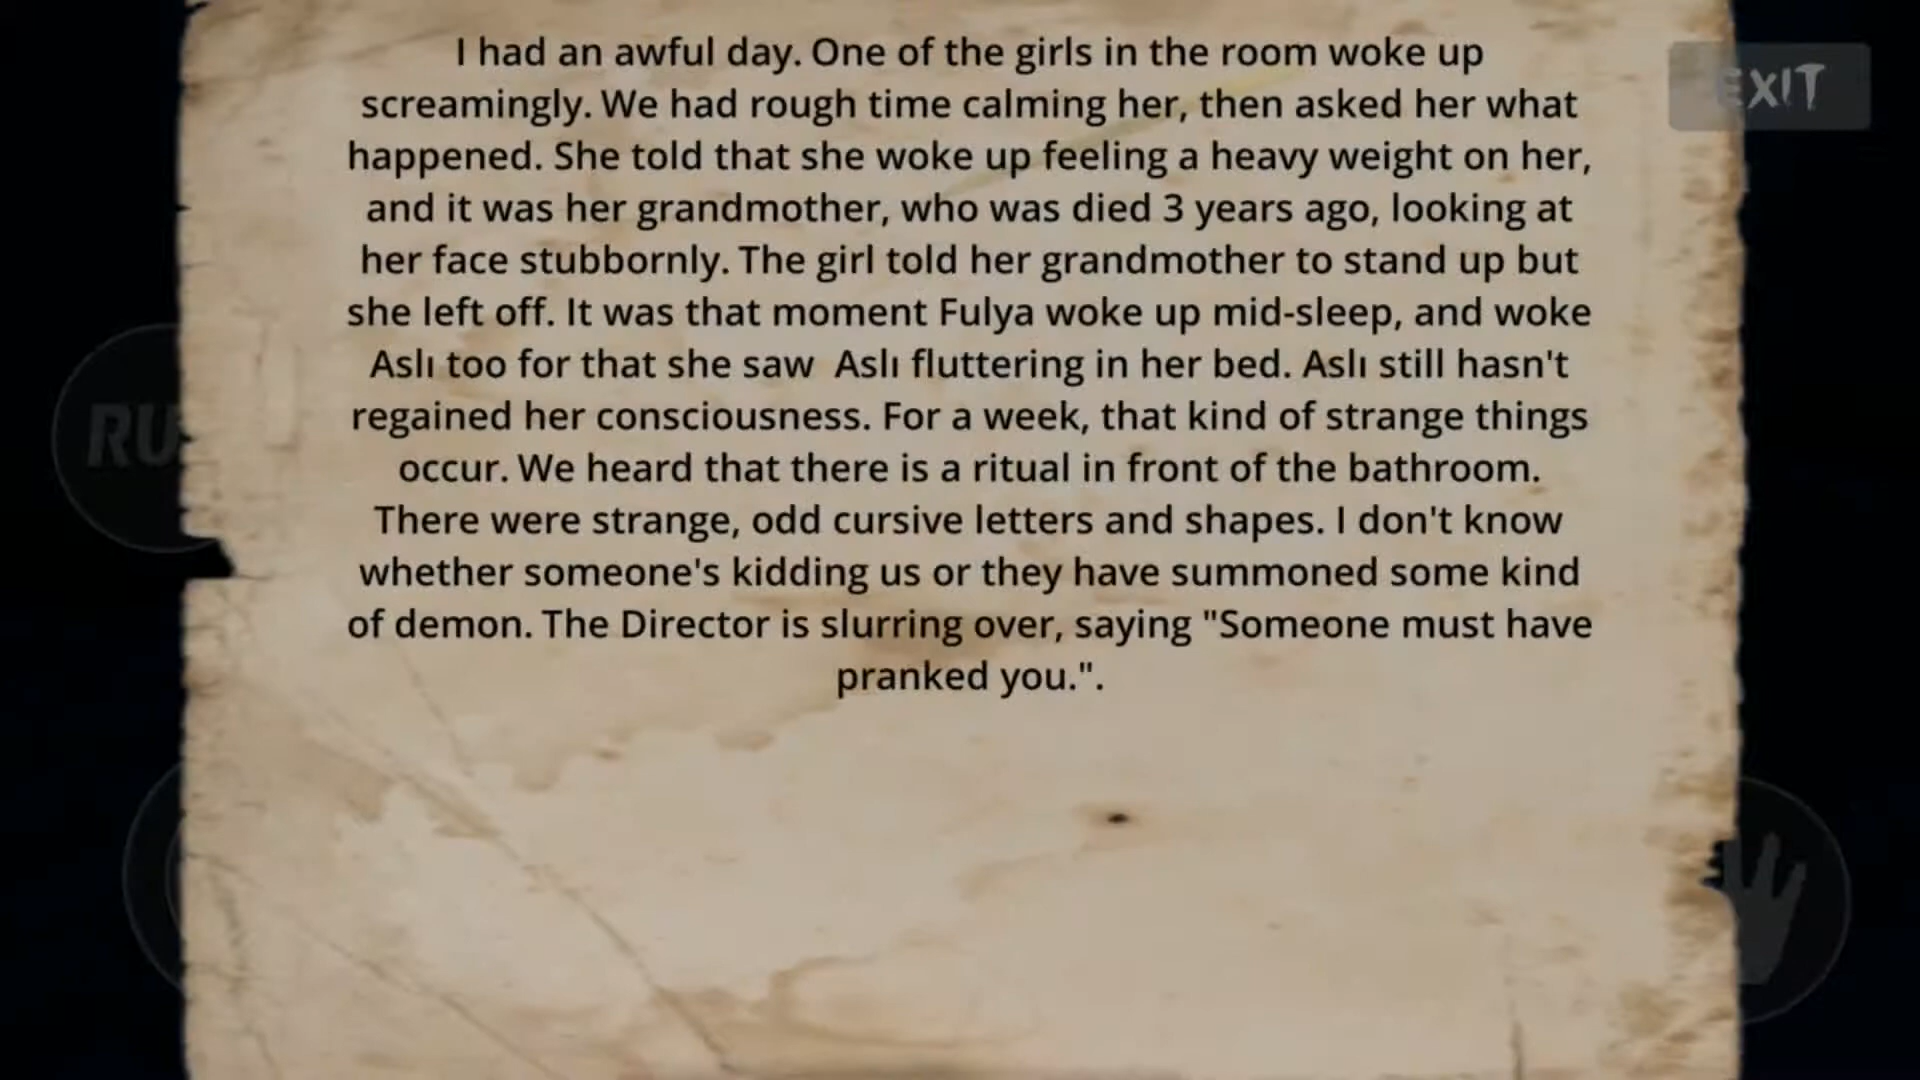 I had an awful day. One of the girls in the room woke up
screamingly. We had rough time calming her, then asked her what
happened. She told that she woke up feeling a heavy weight on her,
and it was her grandmother, who was died 3 years ago, looking at
her face stubbornly. The girl told her grandmother to stand up but
she left off. It was that moment Fulya woke up mid-sleep, and woke
Aslı too for that she saw  Aslı fluttering in her bed. Aslı still hasn't
regained her consciousness. For a week, that kind of strange things
occur. We heard that there is a ritual in front of the bathroom.
There were strange, odd cursive letters and shapes. I don't know
whether someone's kidding us or they have summoned some kind
of demon. The Director is slurring over, saying "Someone must have
pranked you.".
EXIT